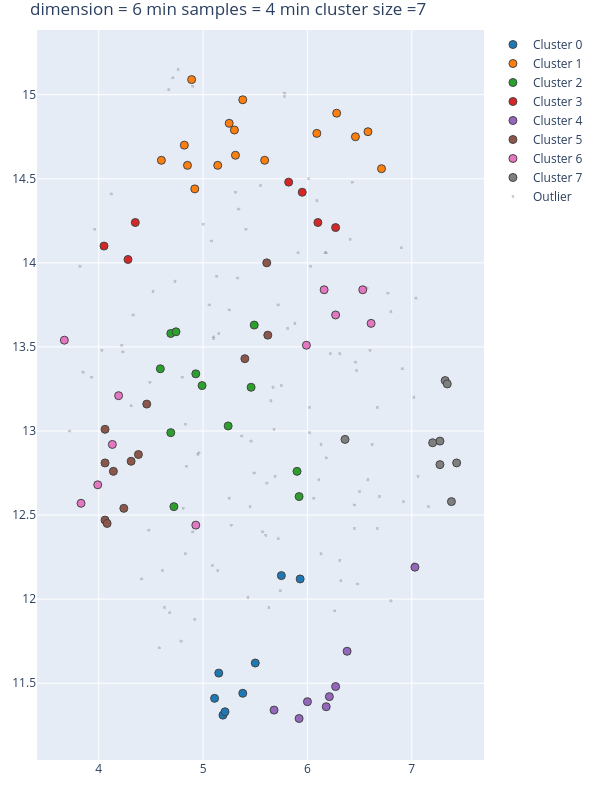 dimension = 6 min samples = 4 min cluster size =7
15
14.5
14
13.5
13
12.5
12
11.5
4
5
6
7
Cluster 0
Cluster 1
Cluster 2
Cluster 3
Cluster 4
Cluster 5
Cluster 6
Cluster 7
Outlier